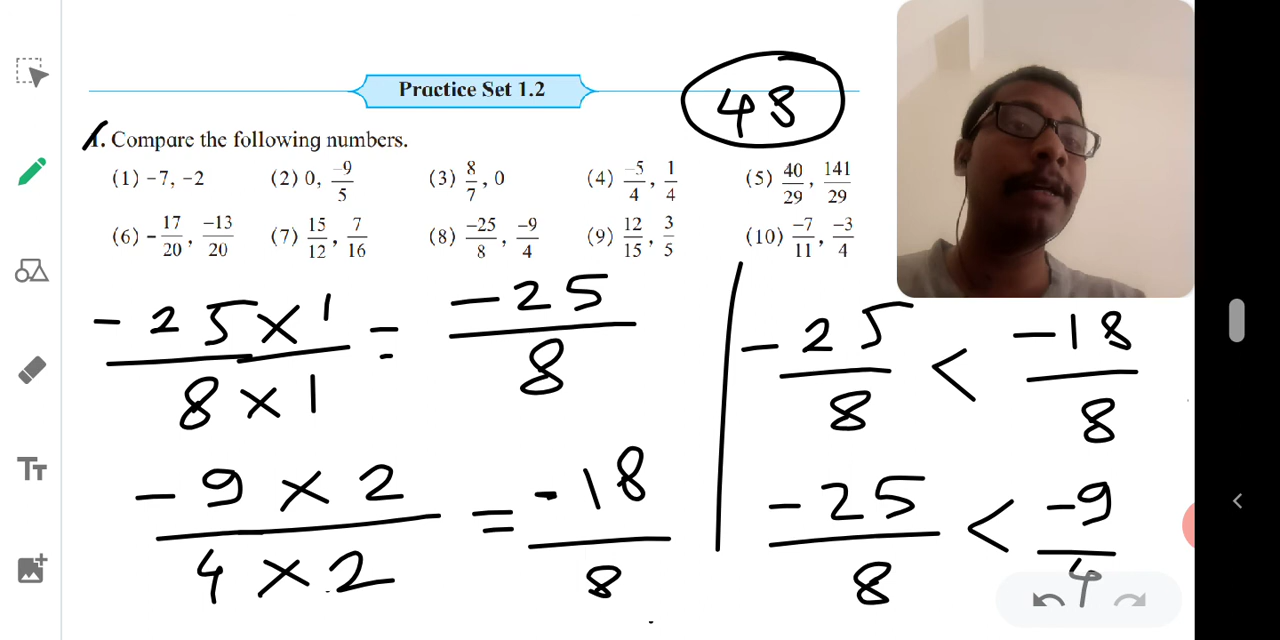 Practice Set 1.2
48
1. Compare the following numbers.
(1) -7, -2 (2) 0, -9/5 (3) 8/7, 0 (4) -5/4, 1/4 (5) 40/29, 141/29
(6) -17/20, -13/20 (7) 15/12, 7/16 (8) -25/8, -9/4 (9) 12/15, 3/5 (10) -7/11, -3/4
-25×1/8×1 = -25/8
-9×2/4×2 = -18/8
-25/8 < -18/8
-25/8 < -9/4
TT